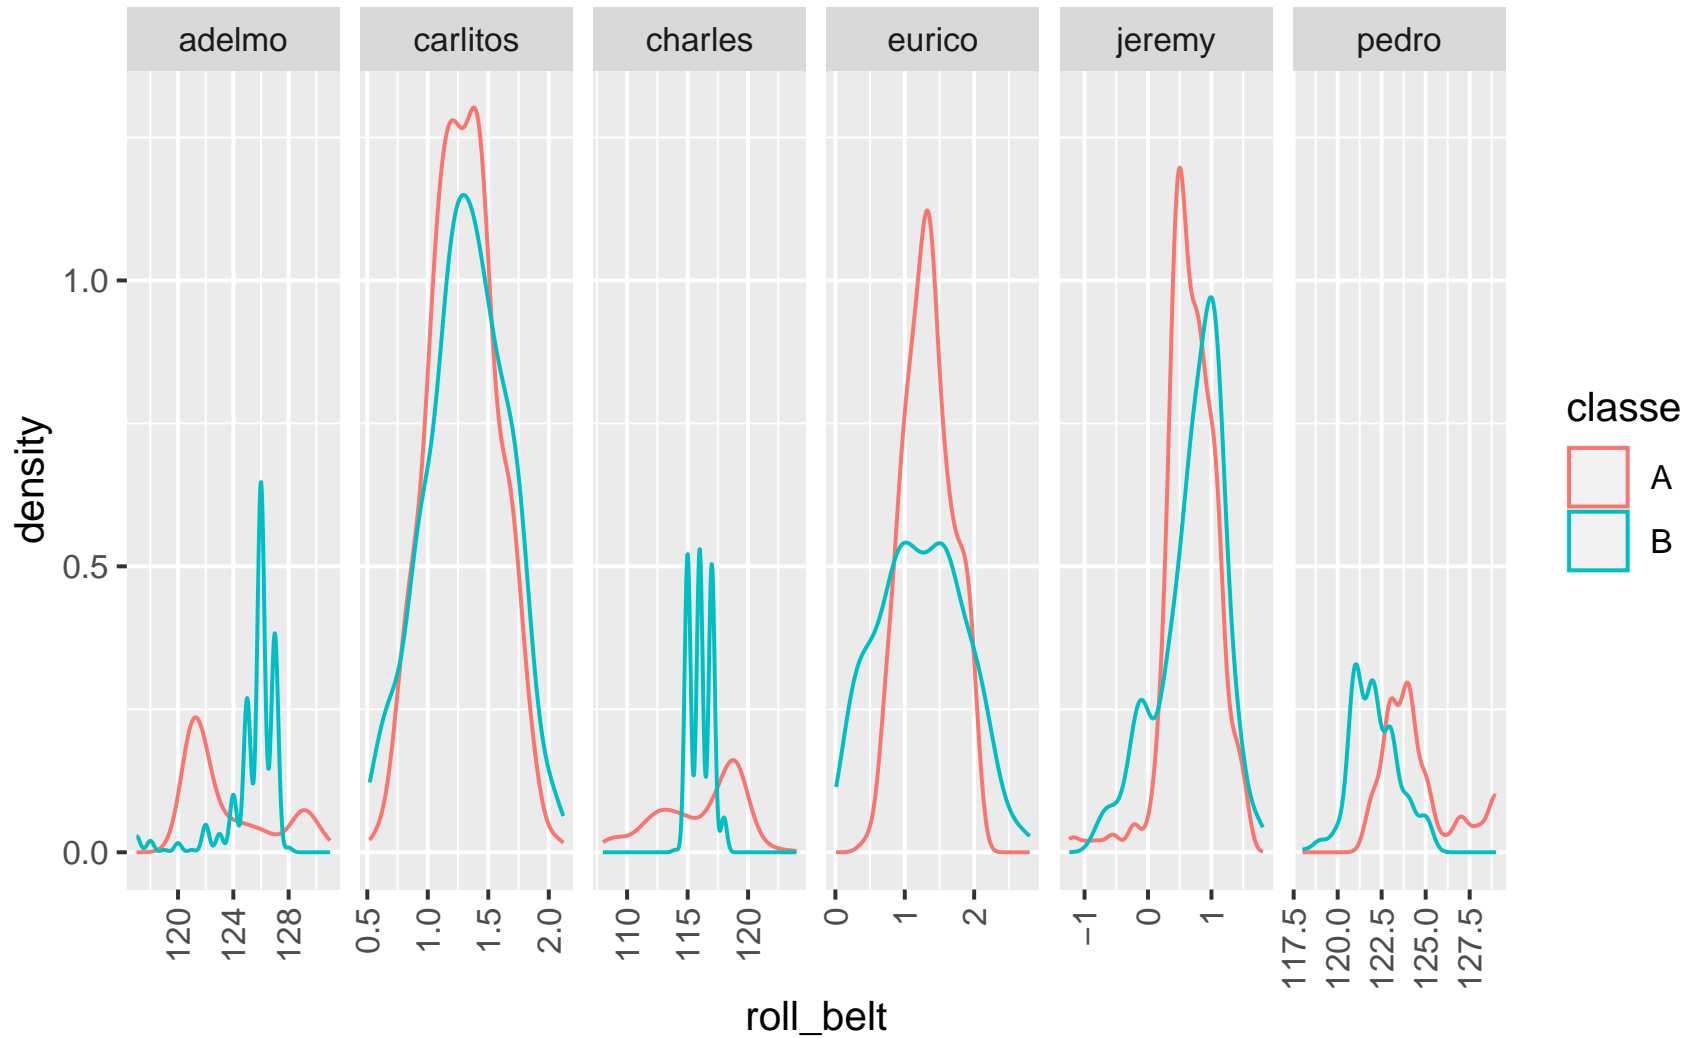 adelmo carlitos charles eurico jeremy pedro
density
1.0
0.5
0.0
120 124 128 0.5 1.0 1.5 2.0 110 115 120 0 1 2 −1 0 1 117.5 120.0 122.5 125.0 127.5
roll_belt
classe
A
B